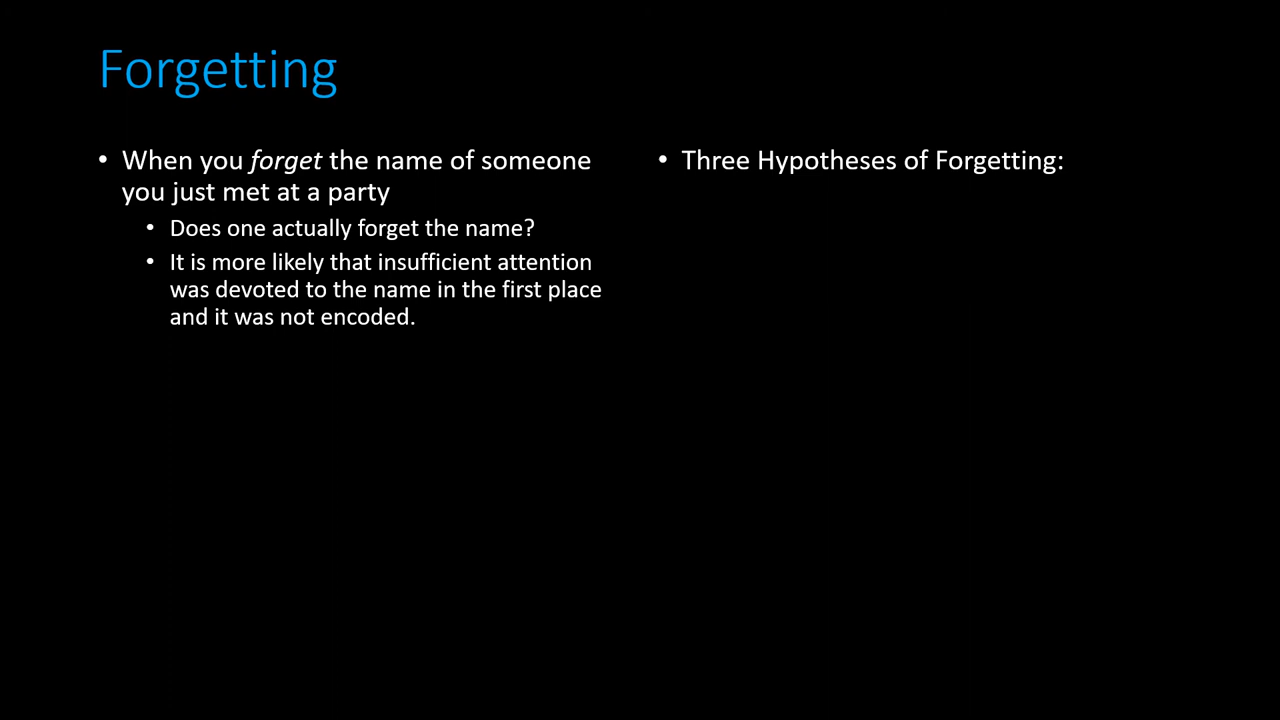 Forgetting
• When you forget the name of someone
you just met at a party
• Does one actually forget the name?
• It is more likely that insufficient attention
was devoted to the name in the first place
and it was not encoded.
• Three Hypotheses of Forgetting: